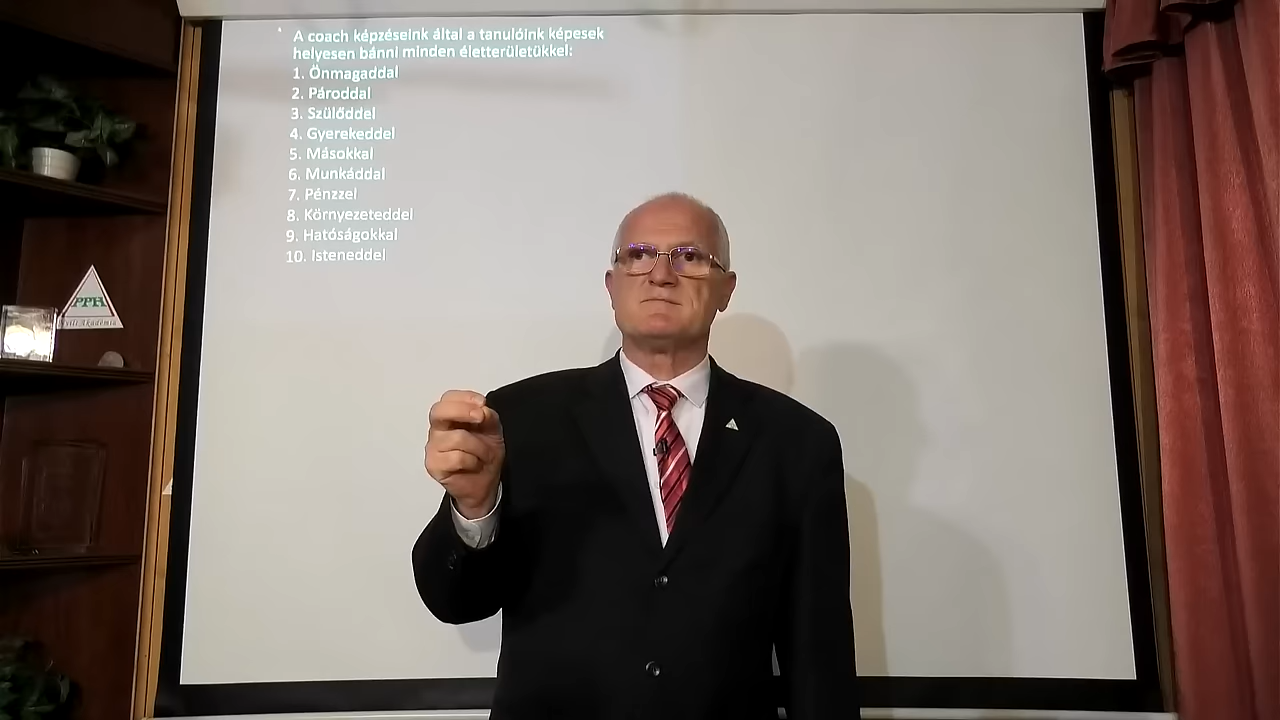 A coach képzéseink által a tanulóink képesek
helyesen bánni minden életterületükkel:
1. Önmagaddal
2. Pároddal
3. Szülőddel
4. Gyerekeddel
5. Másokkal
6. Munkáddal
7. Pénzzel
8. Környezeteddel
9. Hatóságokkal
10. Isteneddel
PPH
Akadémia